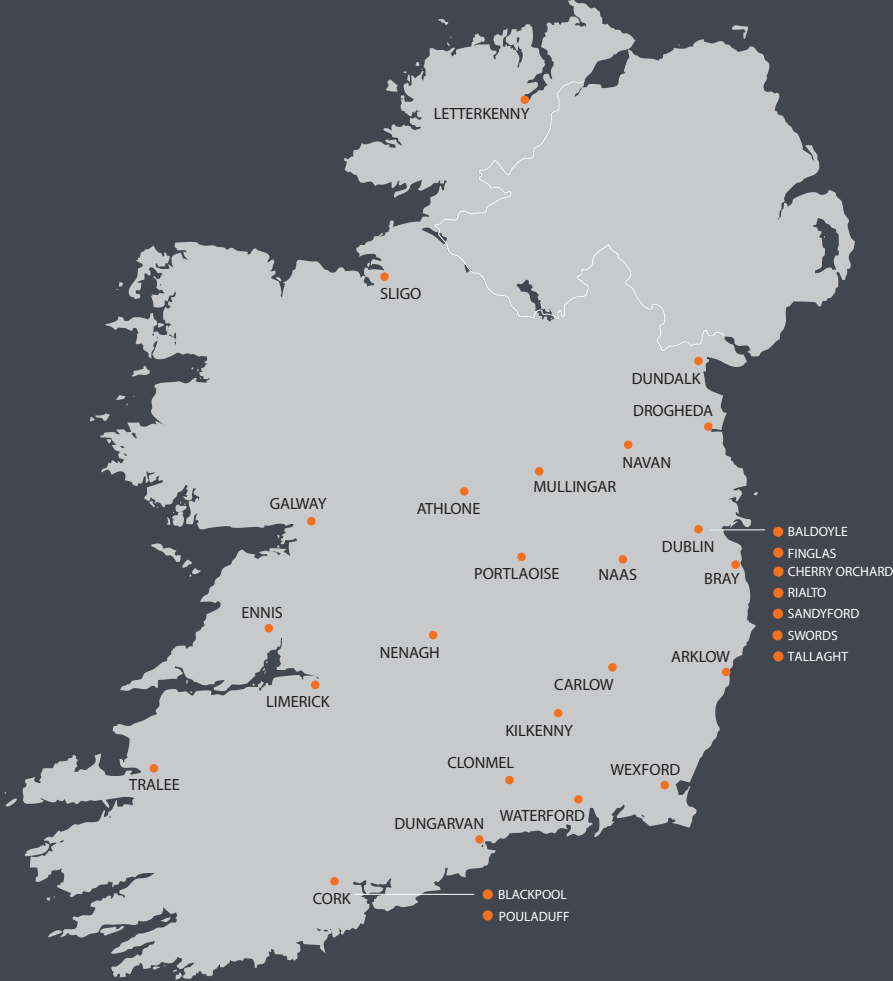 LETTERKENNY
SLIGO
DUNDALK
DROGHEDA
NAVAN
MULLINGAR
GALWAY
ATHLONE
DUBLIN
BALDOYLE
FINGLAS
CHERRY ORCHARD
RIALTO
SANDYFORD
SWORDS
TALLAGHT
PORTLAOISE
NAAS
BRAY
ENNIS
NENAGH
ARKLOW
CARLOW
LIMERICK
KILKENNY
CLONMEL
WEXFORD
TRALEE
WATERFORD
DUNGARVAN
CORK
BLACKPOOL
POULADUFF